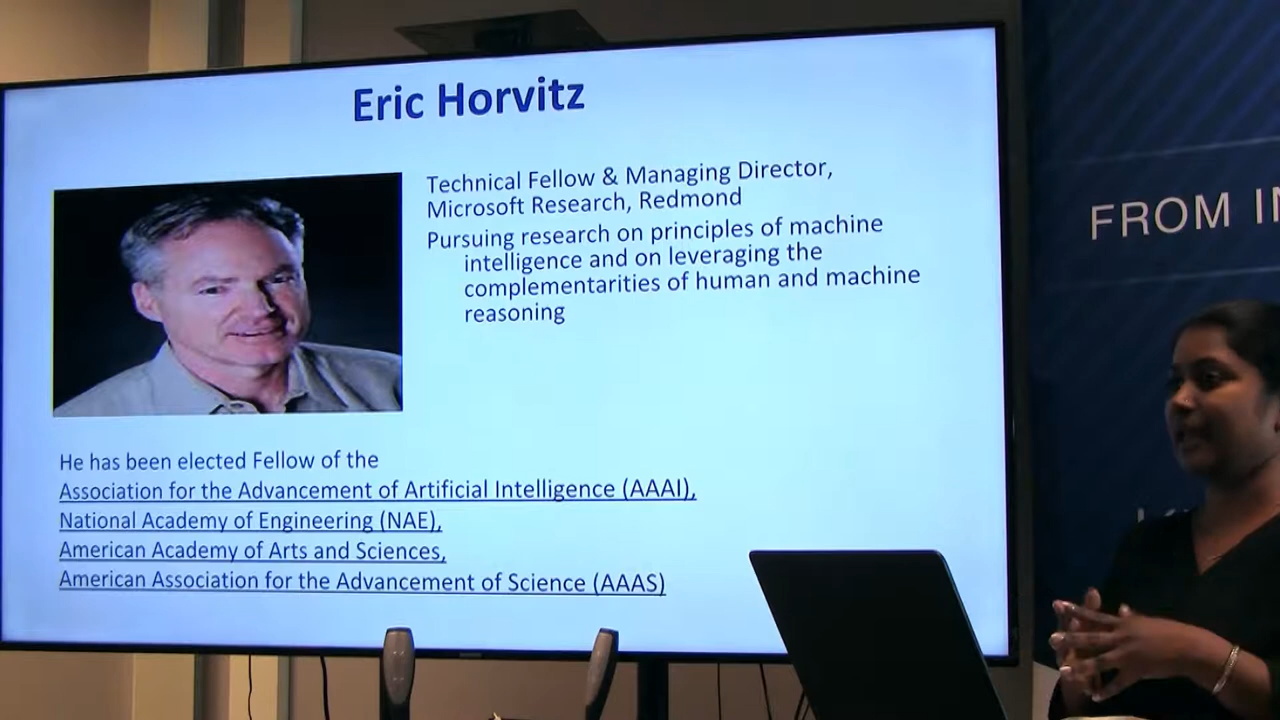 Eric Horvitz
Technical Fellow & Managing Director,
Microsoft Research, Redmond
Pursuing research on principles of machine
intelligence and on leveraging the
complementarities of human and machine
reasoning
He has been elected Fellow of the
Association for the Advancement of Artificial Intelligence (AAAI),
National Academy of Engineering (NAE),
American Academy of Arts and Sciences,
American Association for the Advancement of Science (AAAS)
FROM